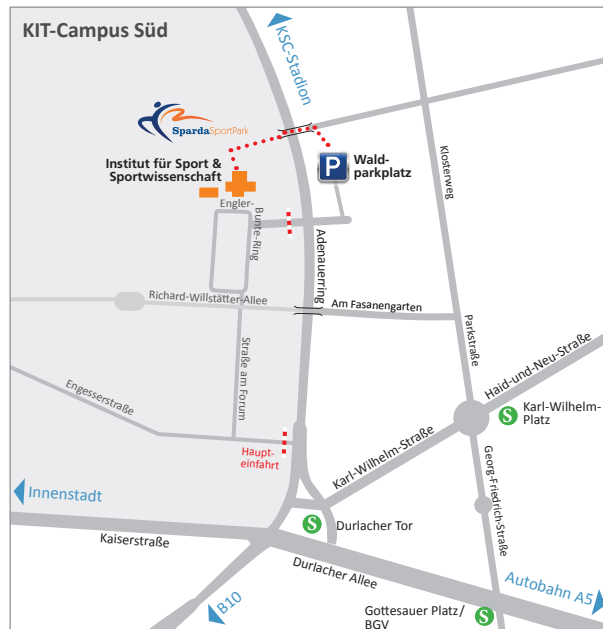 KIT-Campus Süd
KSC-Stadion
SpardaSportPark
Institut für Sport &
Sportwissenschaft
P
Wald-
parkplatz
Klosterweg
Engler-
Bunte-Ring
Adenauerring
Richard-Willstätter-Allee
Am Fasanengarten
Parkstraße
Straße am Forum
Haid-und-Neu-Straße
Engesserstraße
S
Karl-Wilhelm-
Platz
Karl-Wilhelm-Straße
Haupt-
einfahrt
Georg-Friedrich-Straße
Innenstadt
S
Durlacher Tor
Kaiserstraße
Durlacher Allee
Autobahn A5
B10
Gottesauer Platz/
BGV
S